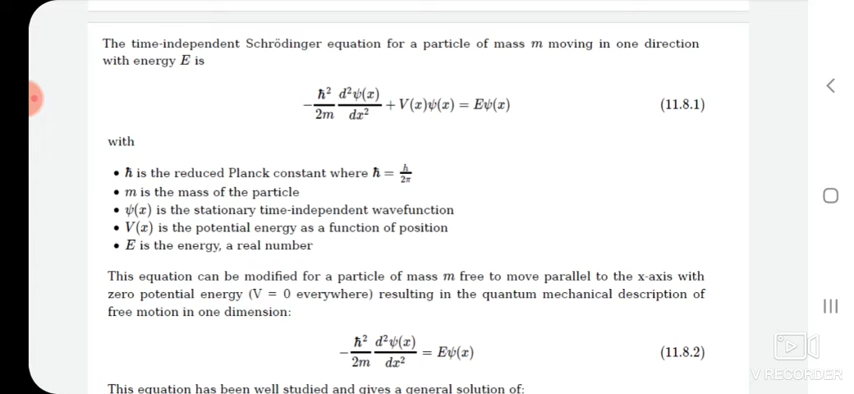 The time-independent Schrödinger equation for a particle of mass m moving in one direction
with energy E is
-ħ²/2m d²ψ(x)/dx² + V(x)ψ(x) = Eψ(x) (11.8.1)
with
• ħ is the reduced Planck constant where ħ = h/2π
• m is the mass of the particle
• ψ(x) is the stationary time-independent wavefunction
• V(x) is the potential energy as a function of position
• E is the energy, a real number
This equation can be modified for a particle of mass m free to move parallel to the x-axis with
zero potential energy (V = 0 everywhere) resulting in the quantum mechanical description of
free motion in one dimension:
-ħ²/2m d²ψ(x)/dx² = Eψ(x) (11.8.2)
V RECORDER
This equation has been well studied and gives a general solution of: